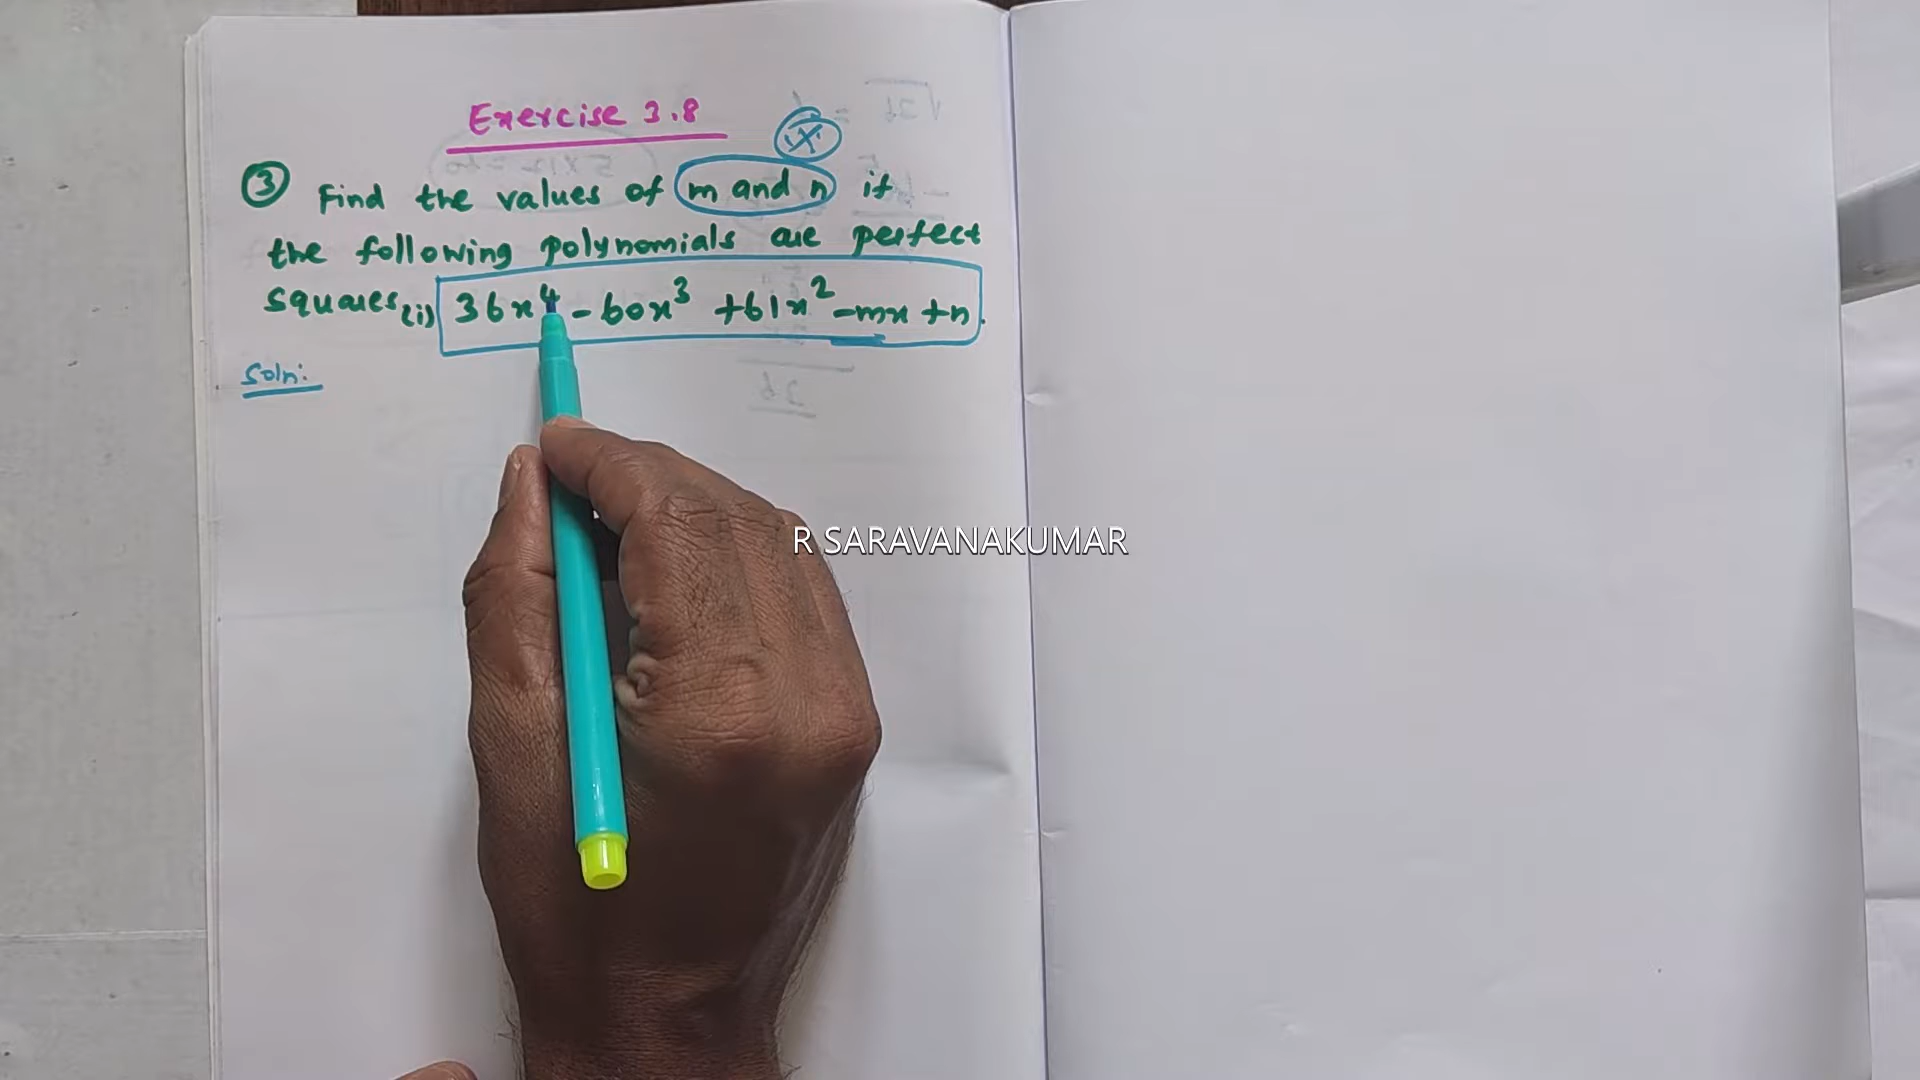 Exercise 3.8
③ Find the values of m and n if
the following polynomials are perfect
squares. (i) 36x⁴ - 60x³ + 61x² - mx + n.
Soln:
R SARAVANAKUMAR